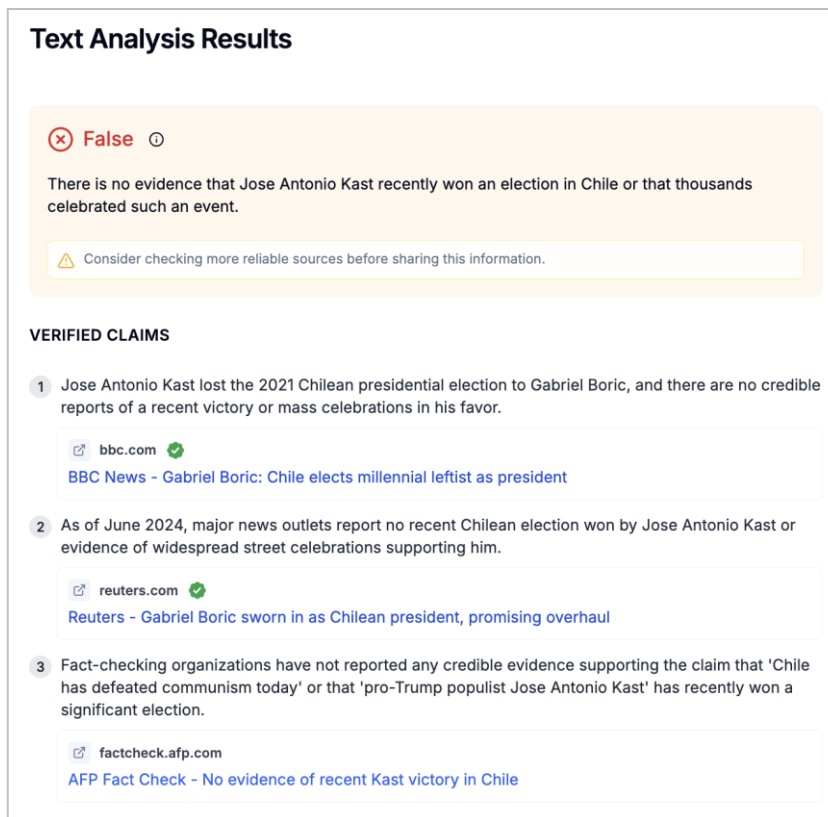 Text Analysis Results
False
There is no evidence that Jose Antonio Kast recently won an election in Chile or that thousands
celebrated such an event.
Consider checking more reliable sources before sharing this information.
VERIFIED CLAIMS
1 Jose Antonio Kast lost the 2021 Chilean presidential election to Gabriel Boric, and there are no credible
reports of a recent victory or mass celebrations in his favor.
bbc.com
BBC News - Gabriel Boric: Chile elects millennial leftist as president
2 As of June 2024, major news outlets report no recent Chilean election won by Jose Antonio Kast or
evidence of widespread street celebrations supporting him.
reuters.com
Reuters - Gabriel Boric sworn in as Chilean president, promising overhaul
3 Fact-checking organizations have not reported any credible evidence supporting the claim that 'Chile
has defeated communism today' or that 'pro-Trump populist Jose Antonio Kast' has recently won a
significant election.
factcheck.afp.com
AFP Fact Check - No evidence of recent Kast victory in Chile